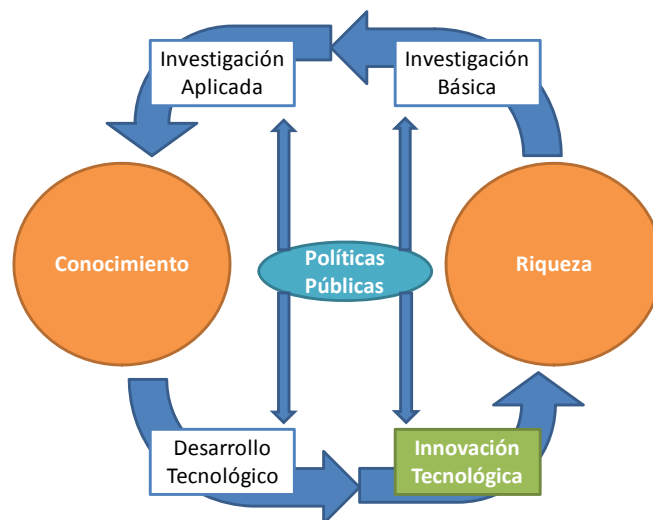 Investigación
Aplicada
Investigación
Básica
Conocimiento
Políticas
Públicas
Riqueza
Desarrollo
Tecnológico
Innovación
Tecnológica